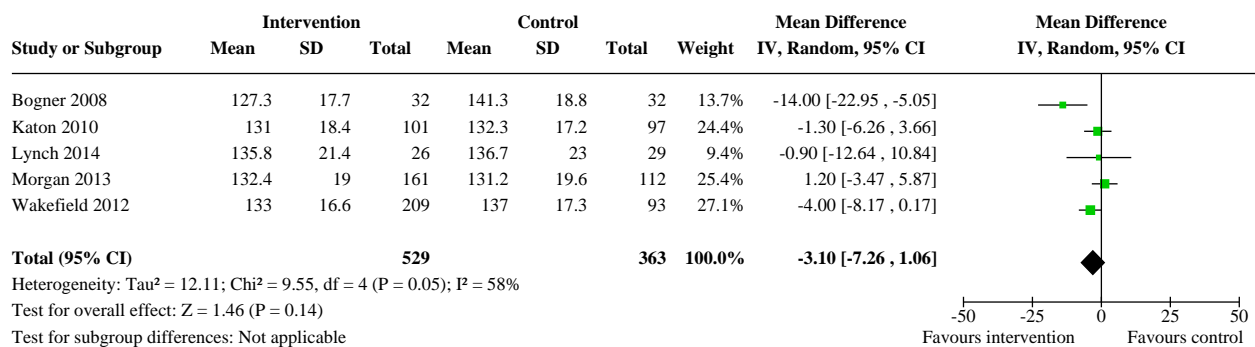 Intervention Control Mean Difference Mean Difference
Study or Subgroup Mean SD Total Mean SD Total Weight IV, Random, 95% CI IV, Random, 95% CI
Bogner 2008 127.3 17.7 32 141.3 18.8 32 13.7% -14.00 [-22.95 , -5.05]
Katon 2010 131 18.4 101 132.3 17.2 97 24.4% -1.30 [-6.26 , 3.66]
Lynch 2014 135.8 21.4 26 136.7 23 29 9.4% -0.90 [-12.64 , 10.84]
Morgan 2013 132.4 19 161 131.2 19.6 112 25.4% 1.20 [-3.47 , 5.87]
Wakefield 2012 133 16.6 209 137 17.3 93 27.1% -4.00 [-8.17 , 0.17]
Total (95% CI) 529 363 100.0% -3.10 [-7.26 , 1.06]
Heterogeneity: Tau² = 12.11; Chi² = 9.55, df = 4 (P = 0.05); I² = 58%
Test for overall effect: Z = 1.46 (P = 0.14)
-50 -25 0 25 50
Test for subgroup differences: Not applicable
Favours intervention Favours control